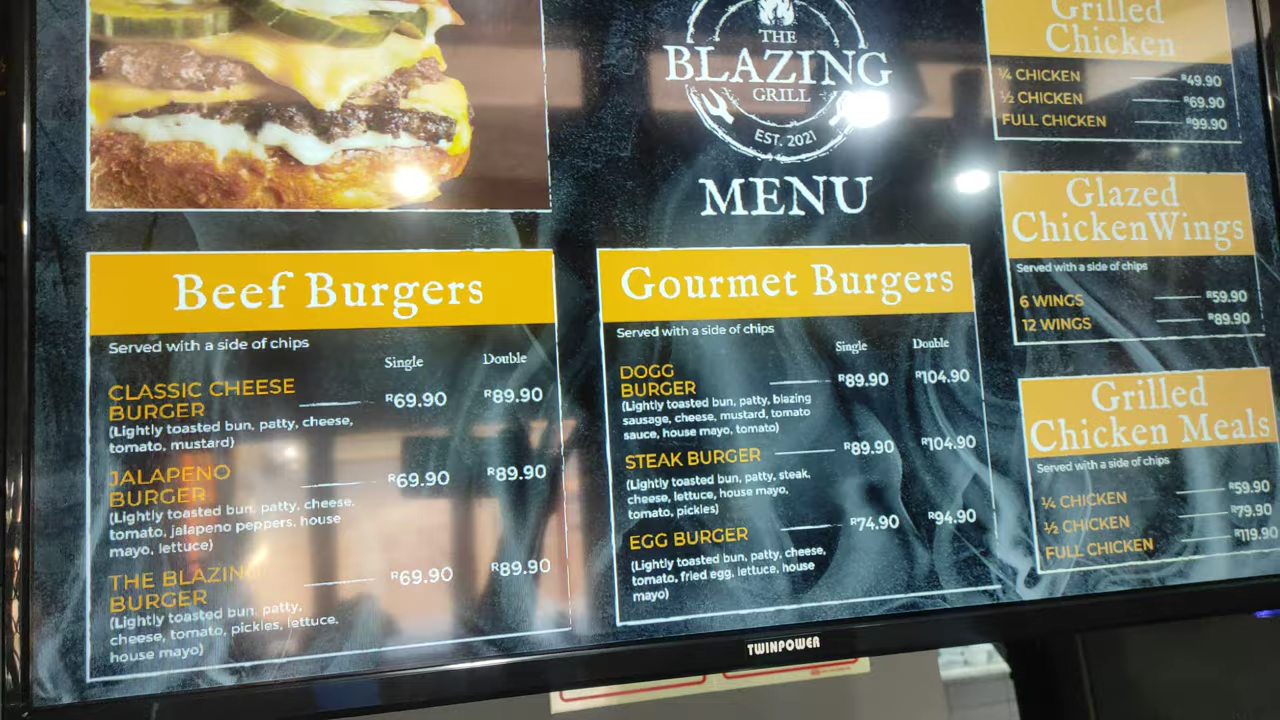 THE
BLAZING
GRILL
EST. 2021
MENU
Beef Burgers
Served with a side of chips
Single Double
CLASSIC CHEESE
BURGER R69.90 R89.90
(Lightly toasted bun, patty, cheese,
tomato, mustard)
JALAPENO
BURGER R69.90 R89.90
(Lightly toasted bun, patty, cheese,
tomato, jalapeno peppers, house
mayo, lettuce)
THE BLAZING
BURGER R69.90 R89.90
(Lightly toasted bun, patty,
cheese, tomato, pickles, lettuce,
house mayo)
Gourmet Burgers
Served with a side of chips
Single Double
DOGG
BURGER R89.90 R104.90
(Lightly toasted bun, patty, blazing
sausage, cheese, mustard, tomato
sauce, house mayo, tomato)
STEAK BURGER R89.90 R104.90
(Lightly toasted bun, patty, steak,
cheese, lettuce, house mayo,
tomato, pickles)
EGG BURGER R74.90 R94.90
(Lightly toasted bun, patty, cheese,
tomato, fried egg, lettuce, house
mayo)
Grilled
Chicken
¼ CHICKEN R49.90
½ CHICKEN R69.90
FULL CHICKEN R99.90
Glazed
ChickenWings
Served with a side of chips
6 WINGS R59.90
12 WINGS R89.90
Grilled
Chicken Meals
Served with a side of chips
¼ CHICKEN R59.90
½ CHICKEN R79.90
FULL CHICKEN R119.90
TWINPOWER